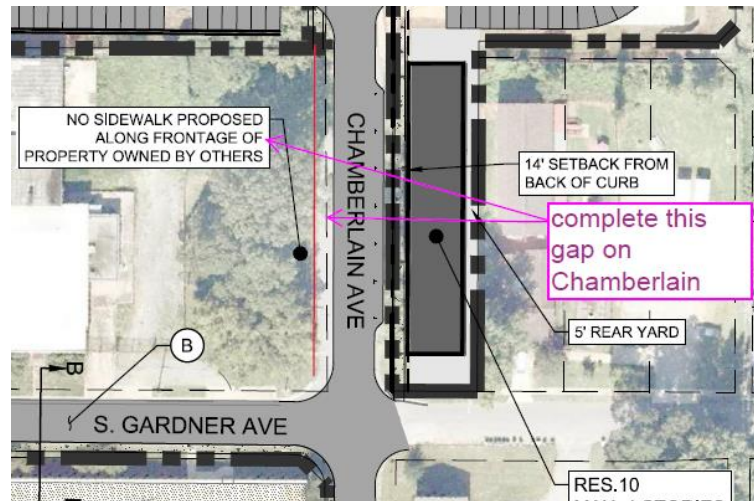 NO SIDEWALK PROPOSED
ALONG FRONTAGE OF
PROPERTY OWNED BY OTHERS
CHAMBERLAIN AVE
14' SETBACK FROM
BACK OF CURB
complete this
gap on
Chamberlain
5' REAR YARD
B
B
S. GARDNER AVE
RES.10